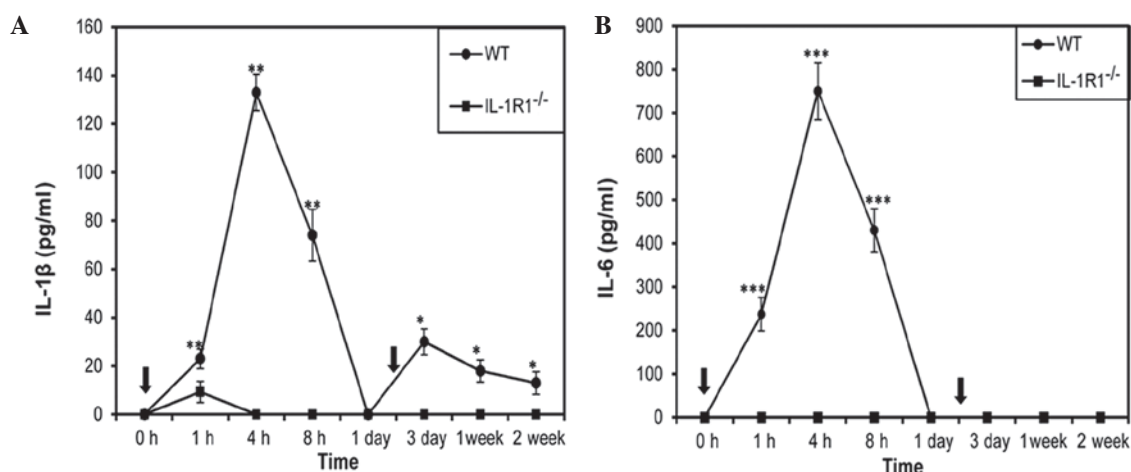 A
160
140
120
100
80
60
40
20
0
IL-1β (pg/ml)
WT
IL-1R1-/-
**
**
**
**
*
*
*
0 h
1 h
4 h
8 h
1 day
3 day
1week
2 week
Time
B
900
800
700
600
500
400
300
200
100
0
IL-6 (pg/ml)
WT
IL-1R1-/-
***
***
***
0 h
1 h
4 h
8 h
1 day
3 day
1week
2 week
Time